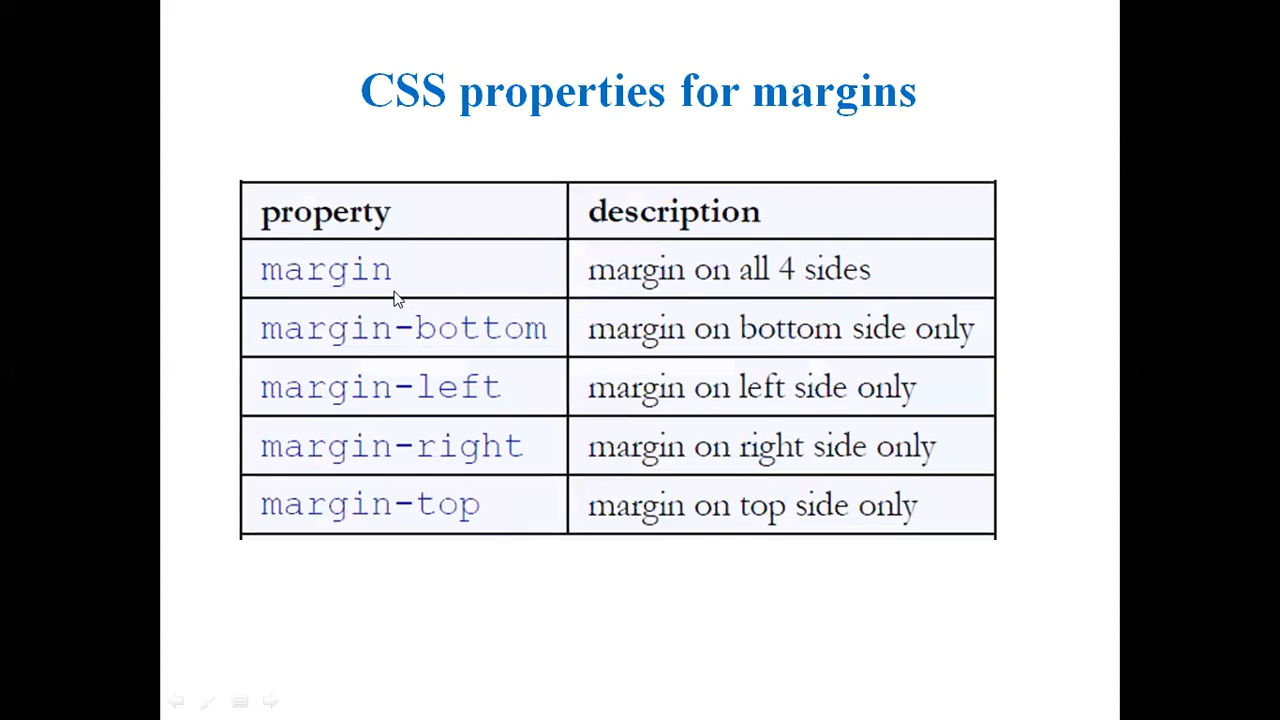 CSS properties for margins
property description
margin margin on all 4 sides
margin-bottom margin on bottom side only
margin-left margin on left side only
margin-right margin on right side only
margin-top margin on top side only